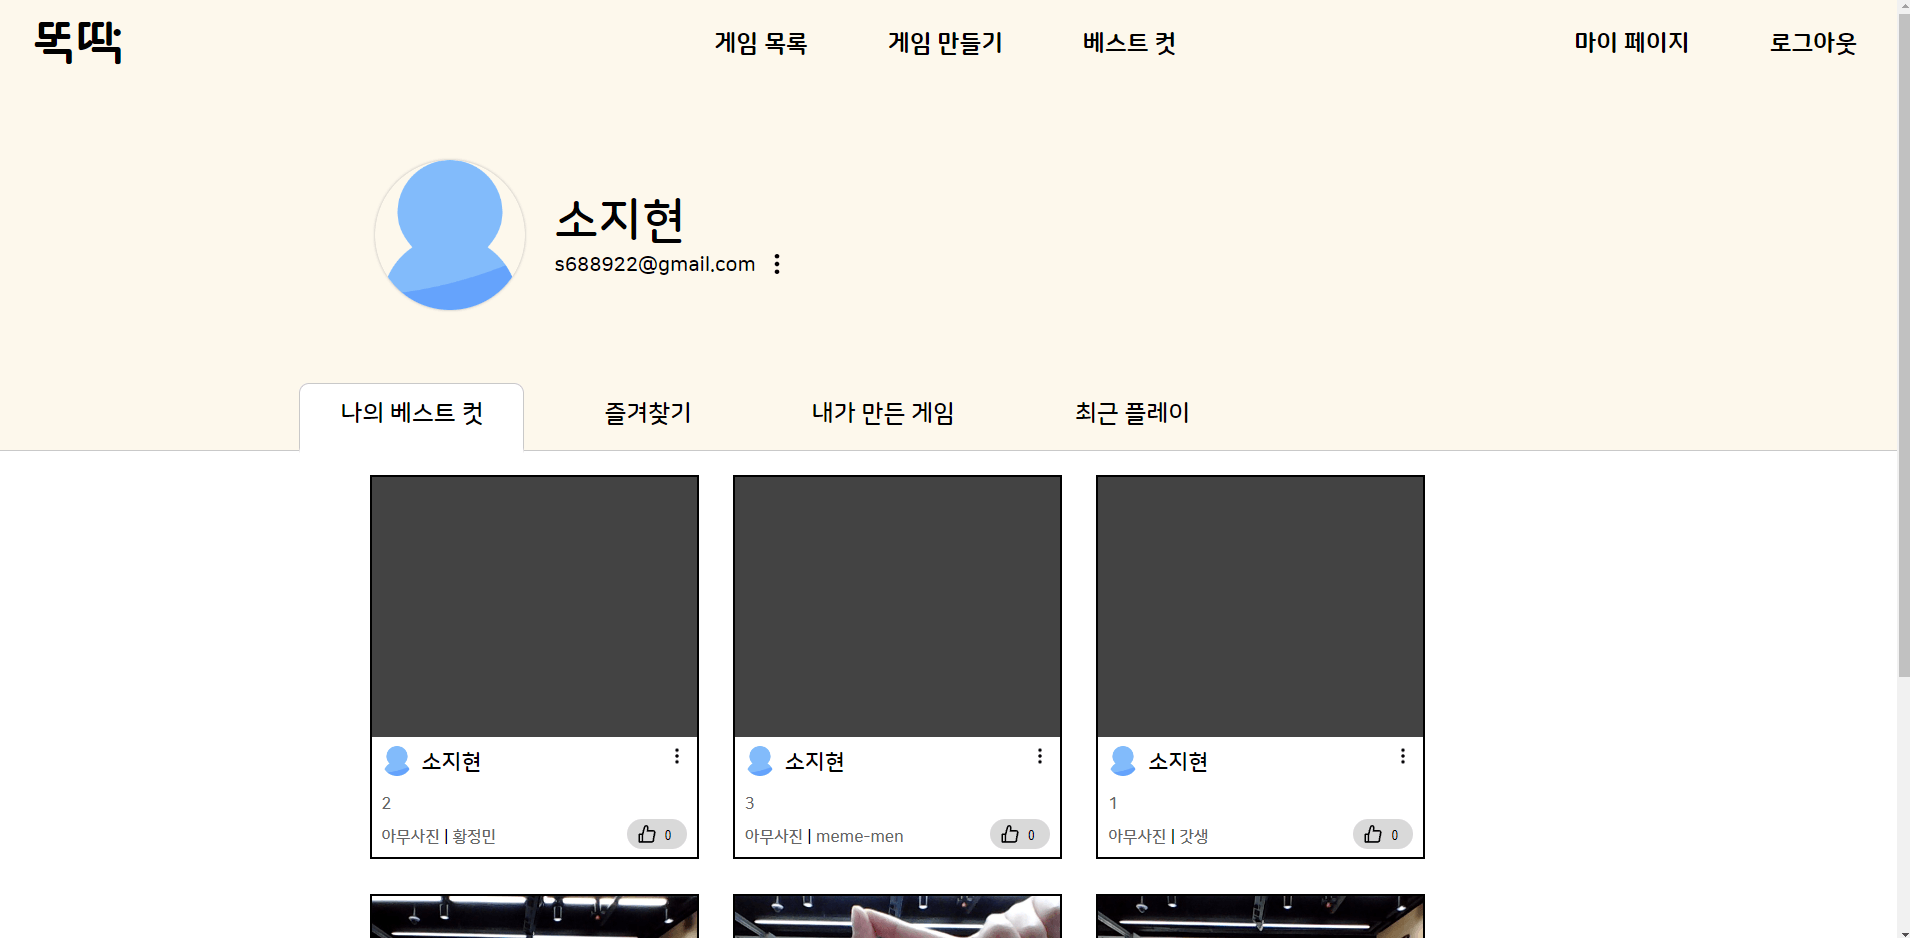 뚝딱
게임 목록 게임 만들기 베스트 컷 마이 페이지 로그아웃
소지현
s688922@gmail.com
나의 베스트 컷 즐겨찾기 내가 만든 게임 최근 플레이
소지현
2
아무사진 | 황정민 0
소지현
3
아무사진 | meme-men 0
소지현
1
아무사진 | 갓생 0